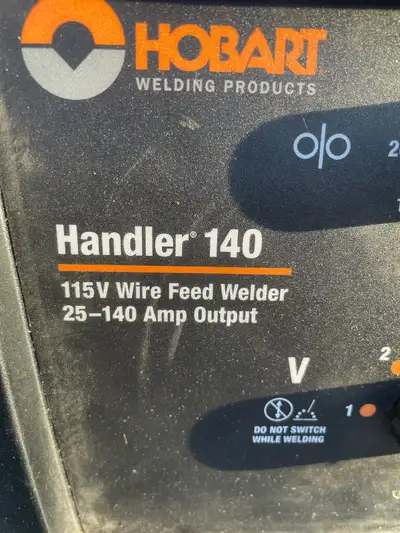 HOBART
WELDING PRODUCTS
Handler® 140
115V Wire Feed Welder
25–140 Amp Output
V
2
1
DO NOT SWITCH
WHILE WELDING